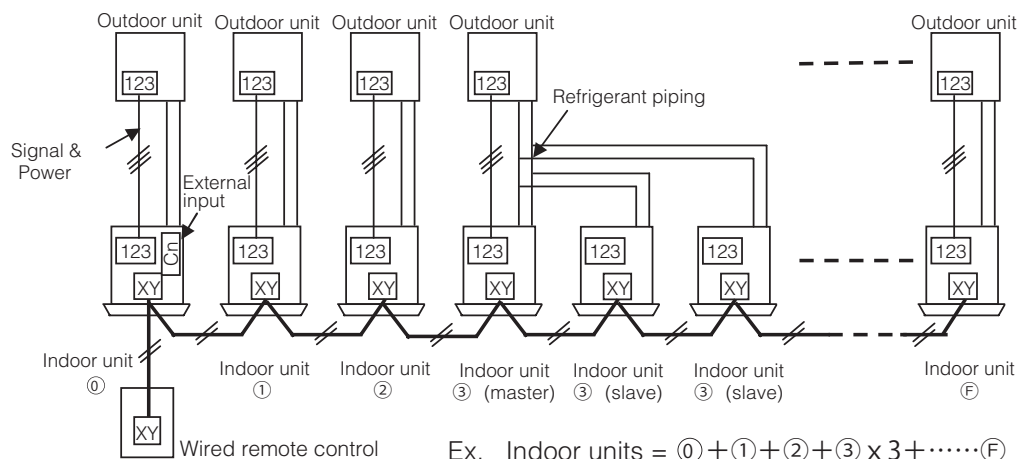 Outdoor unit Outdoor unit Outdoor unit Outdoor unit Outdoor unit
123 123 123 123 123
Refrigerant piping
Signal &
Power
External
input
123 Cn 123 123 123 123 123 123
XY XY XY XY XY XY XY
Indoor unit Indoor unit Indoor unit Indoor unit Indoor unit Indoor unit Indoor unit
⓪ ① ② ③ (master) ③ (slave) ③ (slave) Ⓕ
XY
Wired remote control
Ex. Indoor units = ⓪+①+②+③ x 3+⋯⋯Ⓕ